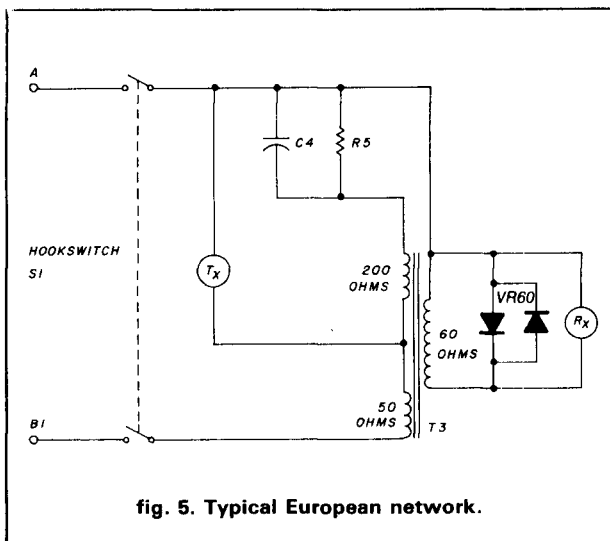 A
C4
R5
HOOKSWITCH
S1
TX
200
OHMS
VR60
RX
60
OHMS
50
OHMS
B1
T3
fig. 5. Typical European network.